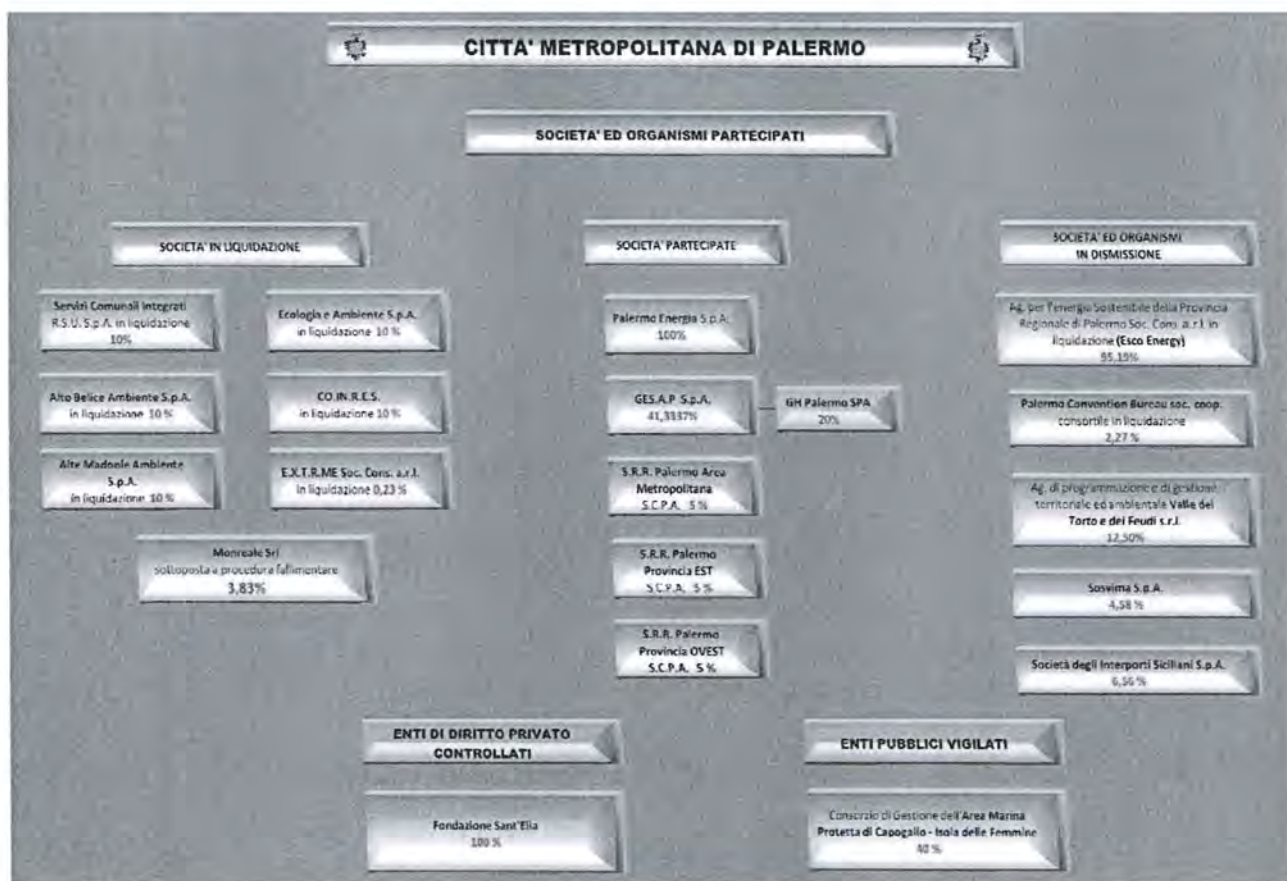 CITTA' METROPOLITANA DI PALERMO
SOCIETA' ED ORGANISMI PARTECIPATI
SOCIETA' IN LIQUIDAZIONE
Servizi Comunali Integrati
R.S.U. S.p.A. in liquidazione
10%
Ecologia e Ambiente S.p.A.
in liquidazione 10 %
Alto Belice Ambiente S.p.A.
in liquidazione 10 %
CO.IN.R.E.S.
in liquidazione 10 %
Alte Madonie Ambiente
S.p.A.
in liquidazione 10 %
E.X.T.R.ME Soc. Cons. a.r.l.
in liquidazione 0,23 %
Monreale Srl
sottoposta a procedura fallimentare
3,83%
SOCIETA' PARTECIPATE
Palermo Energia S.p.A.
100%
GES.A.P S.p.A.
41,3337%
GH Palermo SPA
20%
S.R.R. Palermo Area
Metropolitana
S.C.P.A. 5 %
S.R.R. Palermo
Provincia EST
S.C.P.A. 5 %
S.R.R. Palermo
Provincia OVEST
S.C.P.A. 5 %
SOCIETA' ED ORGANISMI
IN DISMISSIONE
Ag. per l'energia Sostenibile della Provincia
Regionale di Palermo Soc. Cons. a.r.l. in
liquidazione (Esco Energy)
95,19%
Palermo Convention Bureau soc. coop.
consortile in liquidazione
2,27 %
Ag. di programmazione e di gestione
territoriale ed ambientale Valle del
Torto e dei Feudi s.r.l.
12,50%
Sosvima S.p.A.
4,58 %
Società degli Interporti Siciliani S.p.A.
6,56 %
ENTI DI DIRITTO PRIVATO
CONTROLLATI
Fondazione Sant'Elia
100 %
ENTI PUBBLICI VIGILATI
Consorzio di Gestione dell'Area Marina
Protetta di Capogallo - Isola delle Femmine
40 %